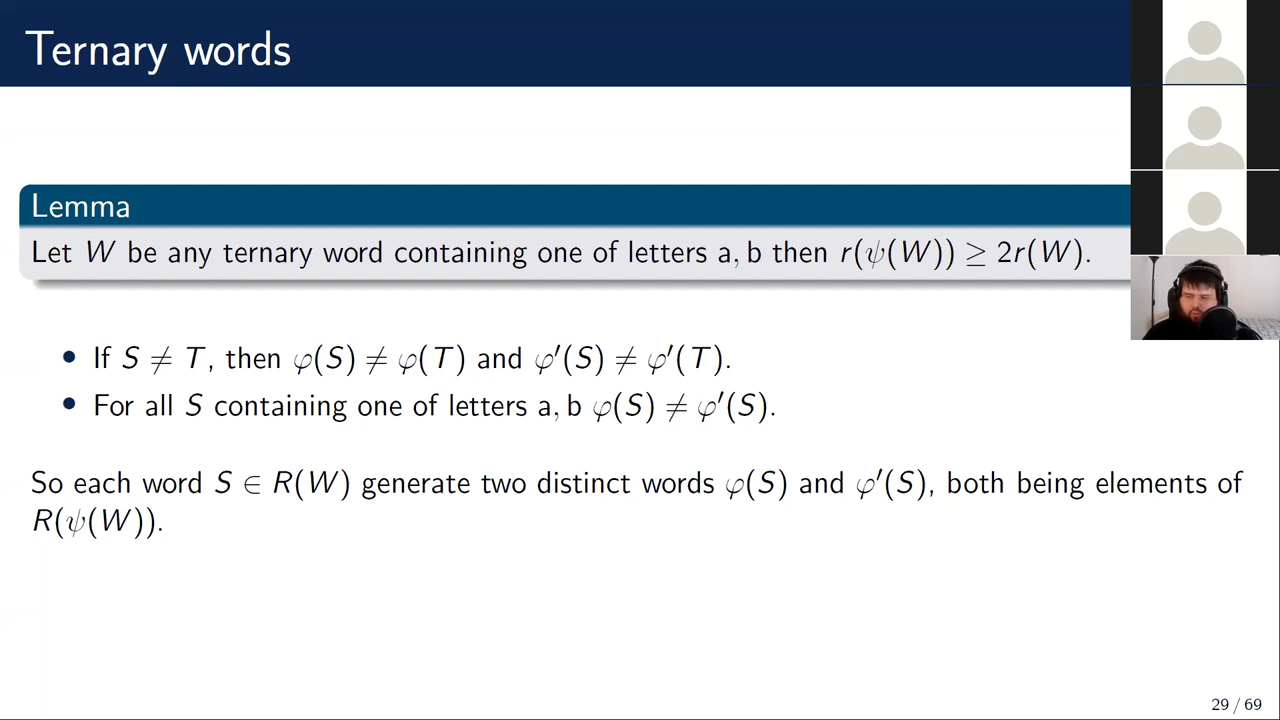 Ternary words
Lemma
Let W be any ternary word containing one of letters a, b then r(ψ(W)) ≥ 2r(W).
• If S ≠ T, then φ(S) ≠ φ(T) and φ′(S) ≠ φ′(T).
• For all S containing one of letters a, b φ(S) ≠ φ′(S).
So each word S ∈ R(W) generate two distinct words φ(S) and φ′(S), both being elements of
R(ψ(W)).
29 / 69